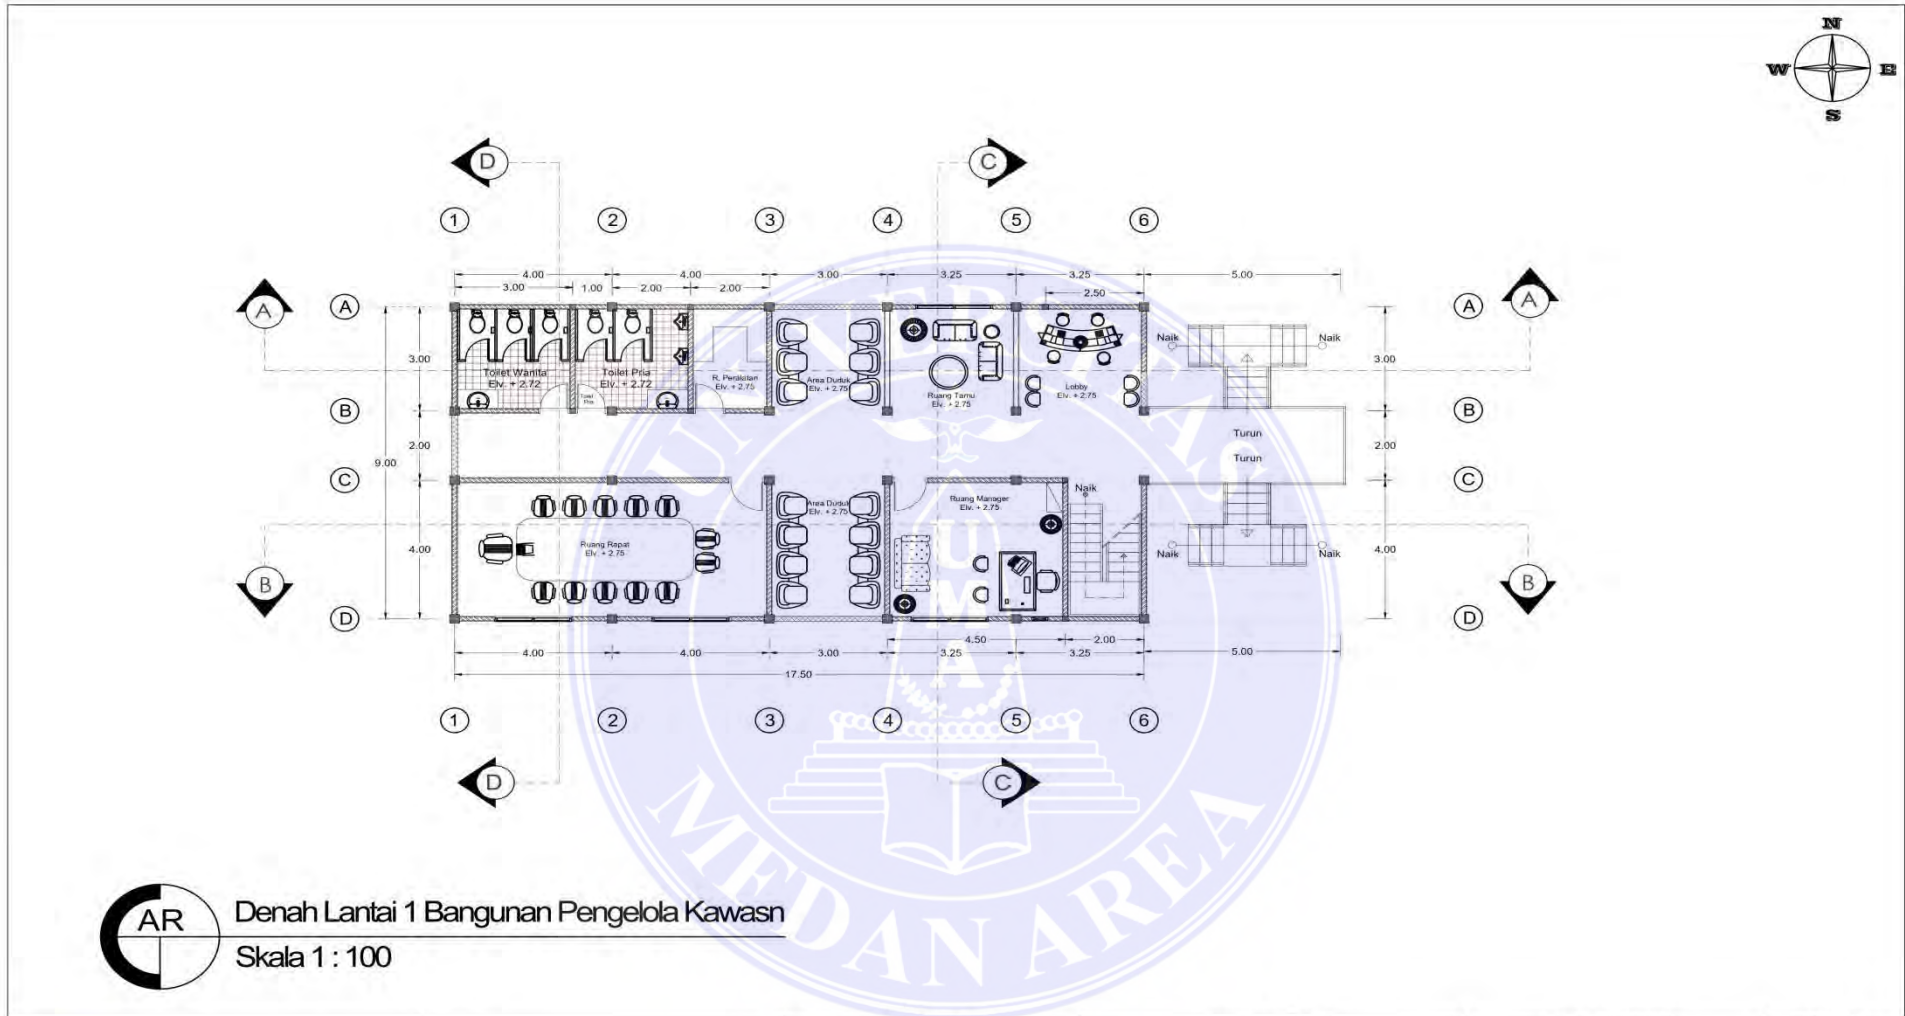 N
W E
S
D C
1 2 3 4 5 6
4.00 4.00 3.00 3.25 3.25 5.00
3.00 1.00 2.00 2.00 2.50
A A A A
Naik Naik
3.00 3.00
Toilet Wanita
Elv. + 2.72
Toilet Pria
Elv. + 2.72
R. Peralatan
Elv. + 2.75
Area Duduk
Elv. + 2.75
Ruang Tamu
Elv. + 2.75
Lobby
Elv. + 2.75
B B
Turun
2.00 2.00
Turun
9.00
C C
Area Duduk
Elv. + 2.75
Ruang Manager
Elv. + 2.75
Naik
Ruang Rapat
Elv. + 2.75
4.00 4.00
Naik Naik
B B
D D
4.50 2.00
4.00 4.00 3.00 3.25 3.25 5.00
17.50
1 2 3 4 5 6
D C
UNIVERSITAS
UMA
MEDAN AREA
AR
Denah Lantai 1 Bangunan Pengelola Kawasn
Skala 1 : 100